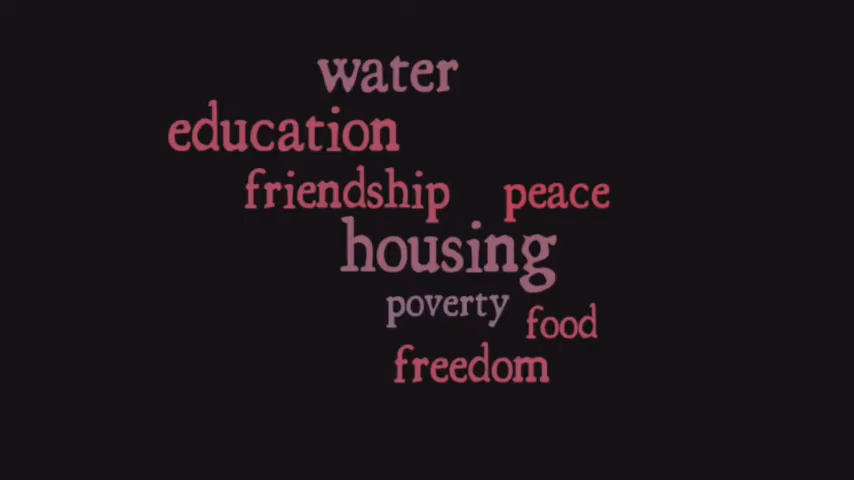 water
education
friendship peace
housing
poverty
food
freedom